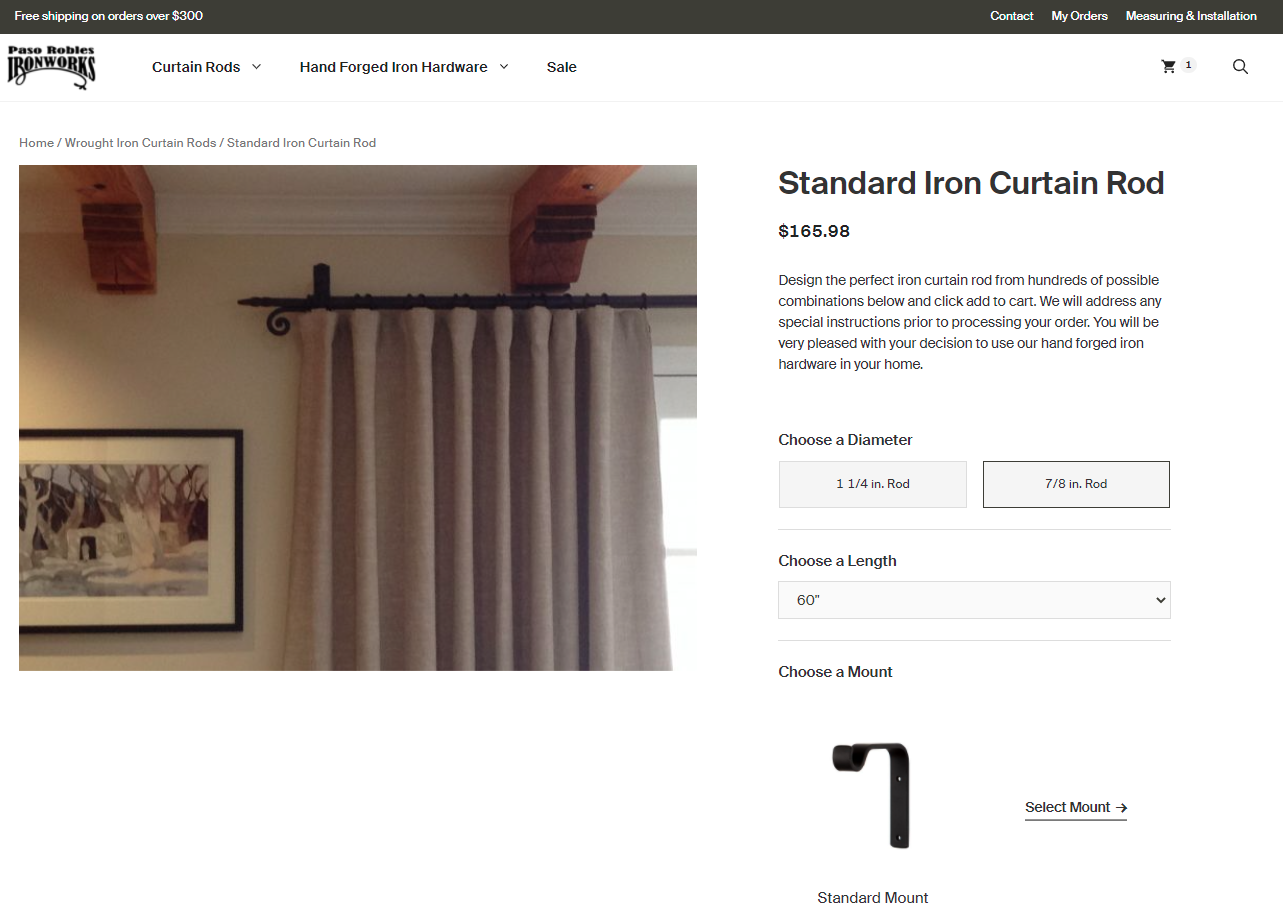 Free shipping on orders over $300
Contact My Orders Measuring & Installation
Paso Robles
IRONWORKS
Curtain Rods Hand Forged Iron Hardware Sale
1
Home / Wrought Iron Curtain Rods / Standard Iron Curtain Rod
Standard Iron Curtain Rod
$165.98
Design the perfect iron curtain rod from hundreds of possible
combinations below and click add to cart. We will address any
special instructions prior to processing your order. You will be
very pleased with your decision to use our hand forged iron
hardware in your home.
Choose a Diameter
1 1/4 in. Rod 7/8 in. Rod
Choose a Length
60"
Choose a Mount
Select Mount →
Standard Mount